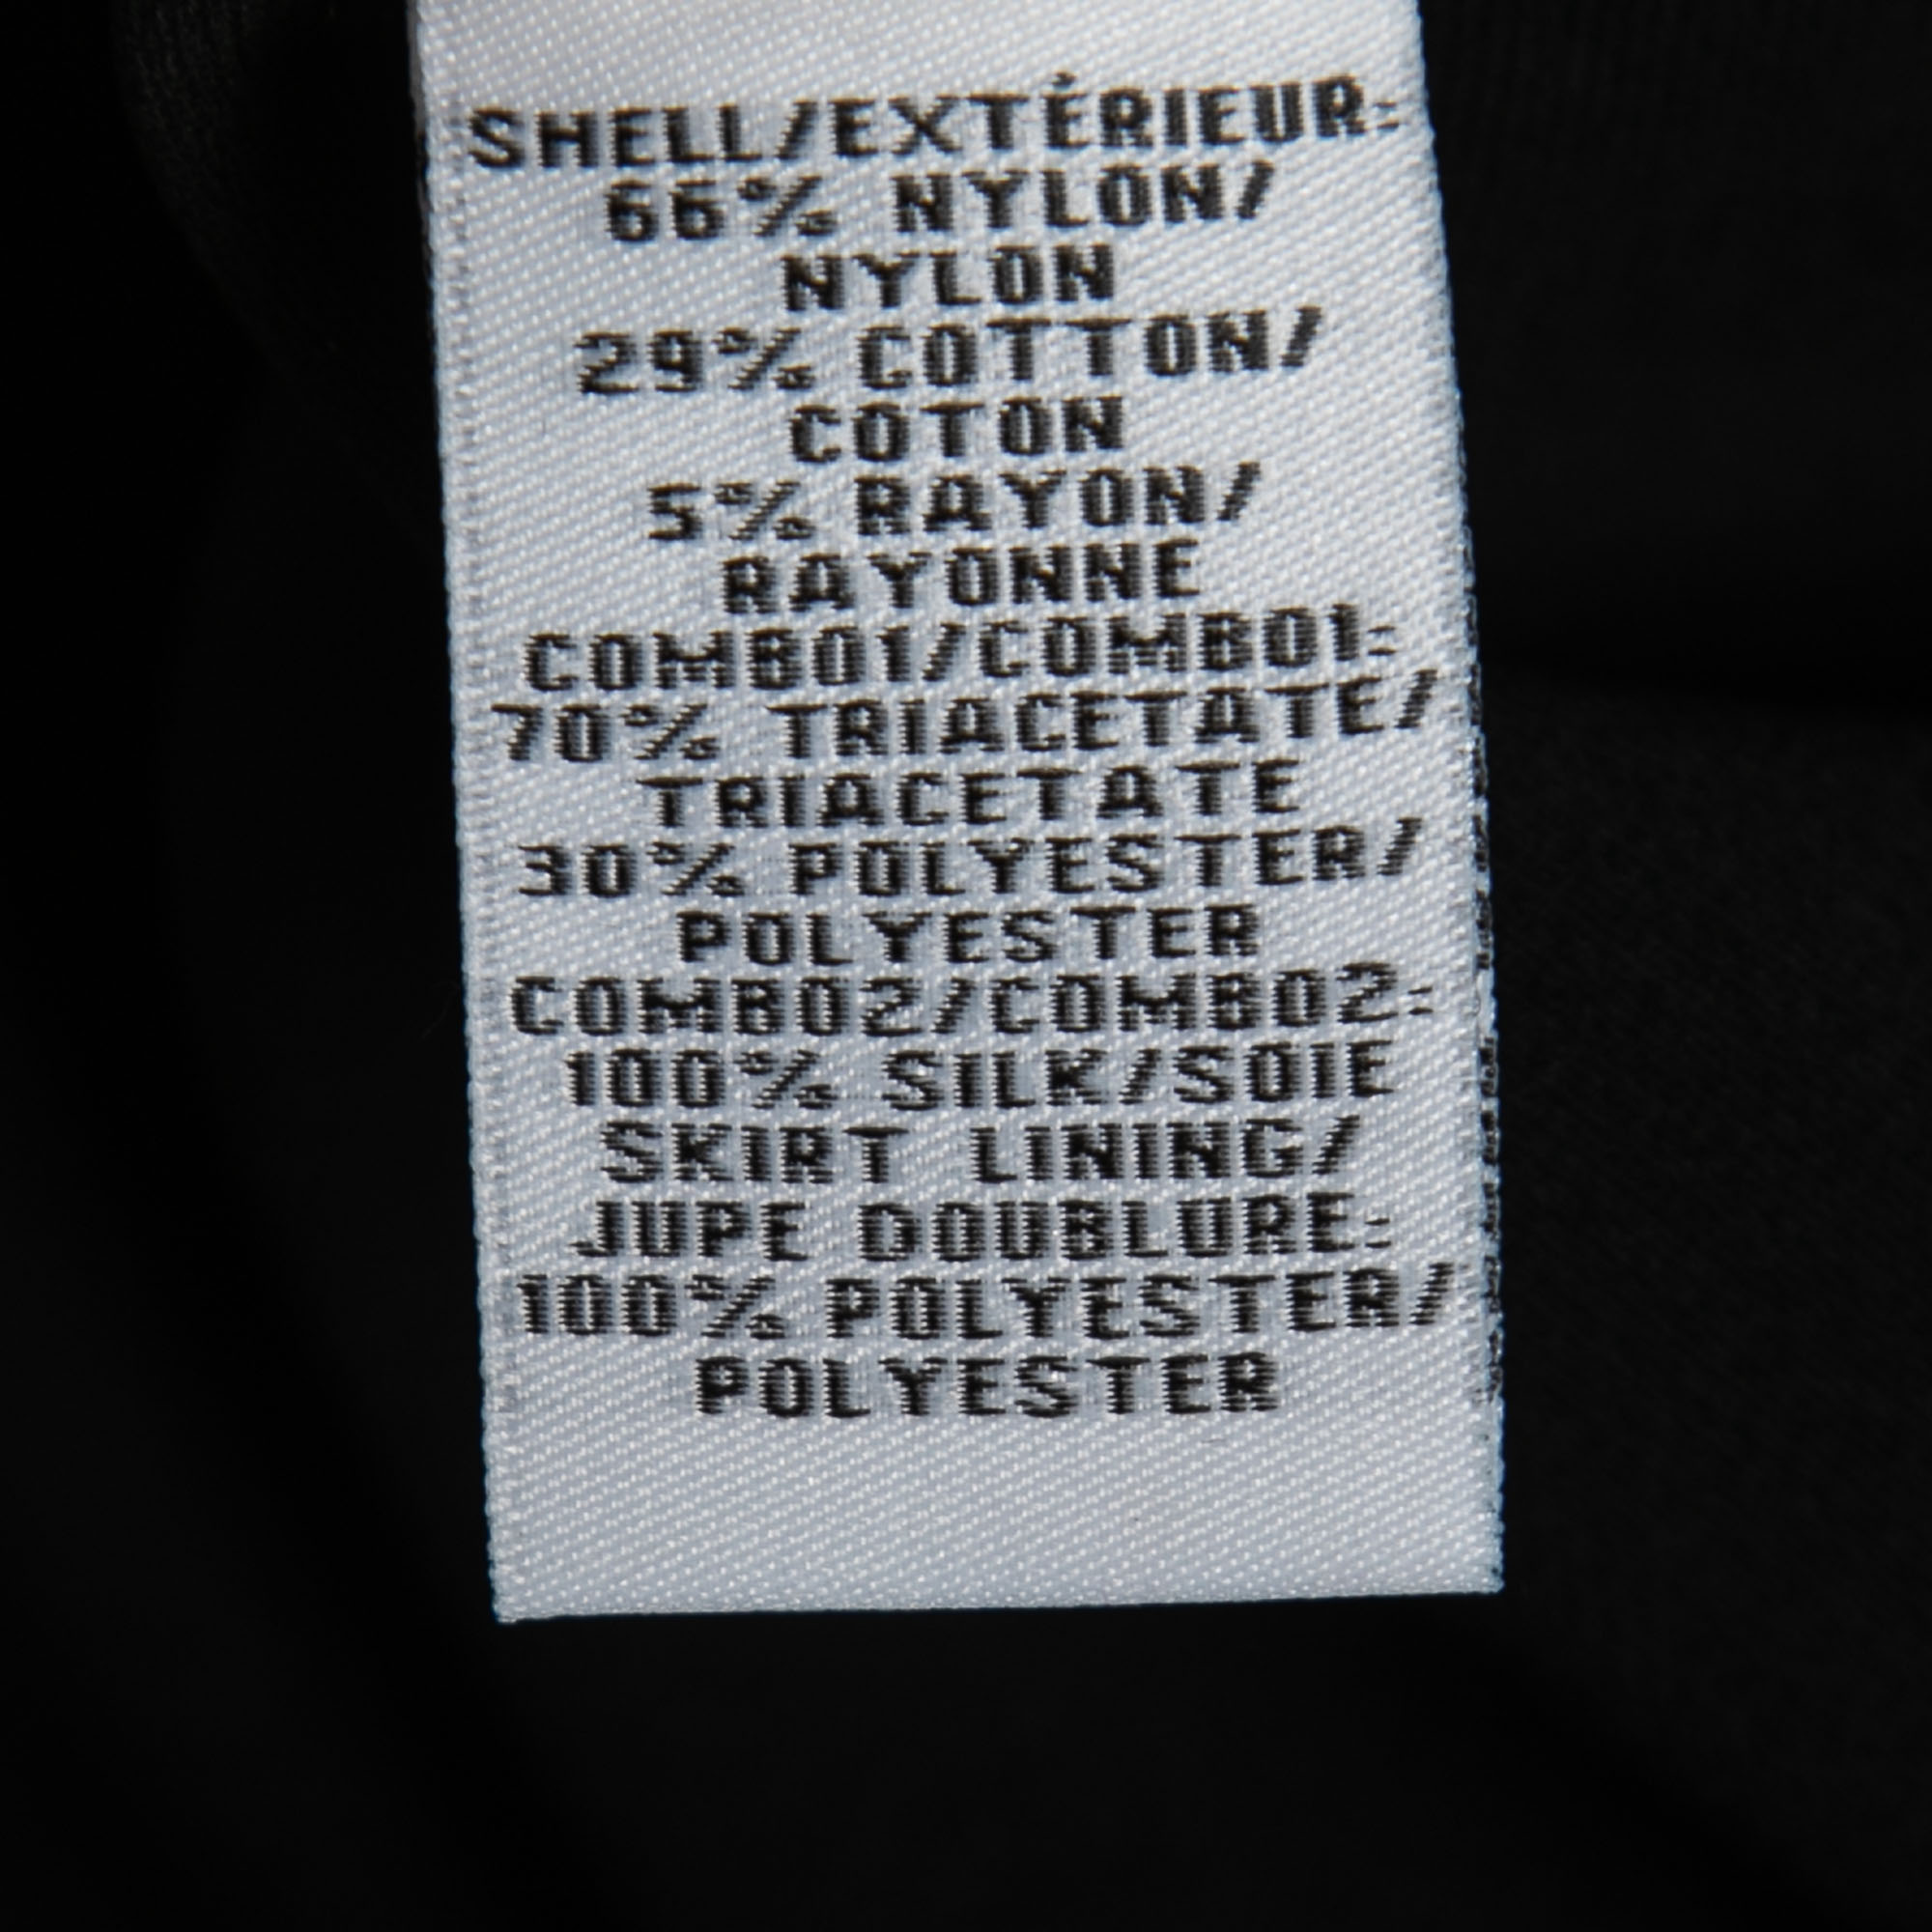 SHELL/EXTÉRIEUR:
66% NYLON/
NYLON
29% COTTON/
COTON
5% RAYON/
RAYONNE
COMBO1/COMBO1:
70% TRIACETATE/
TRIACETATE
30% POLYESTER/
POLYESTER
COMBO2/COMBO2:
100% SILK/SOIE
SKIRT LINING/
JUPE DOUBLURE:
100% POLYESTER/
POLYESTER